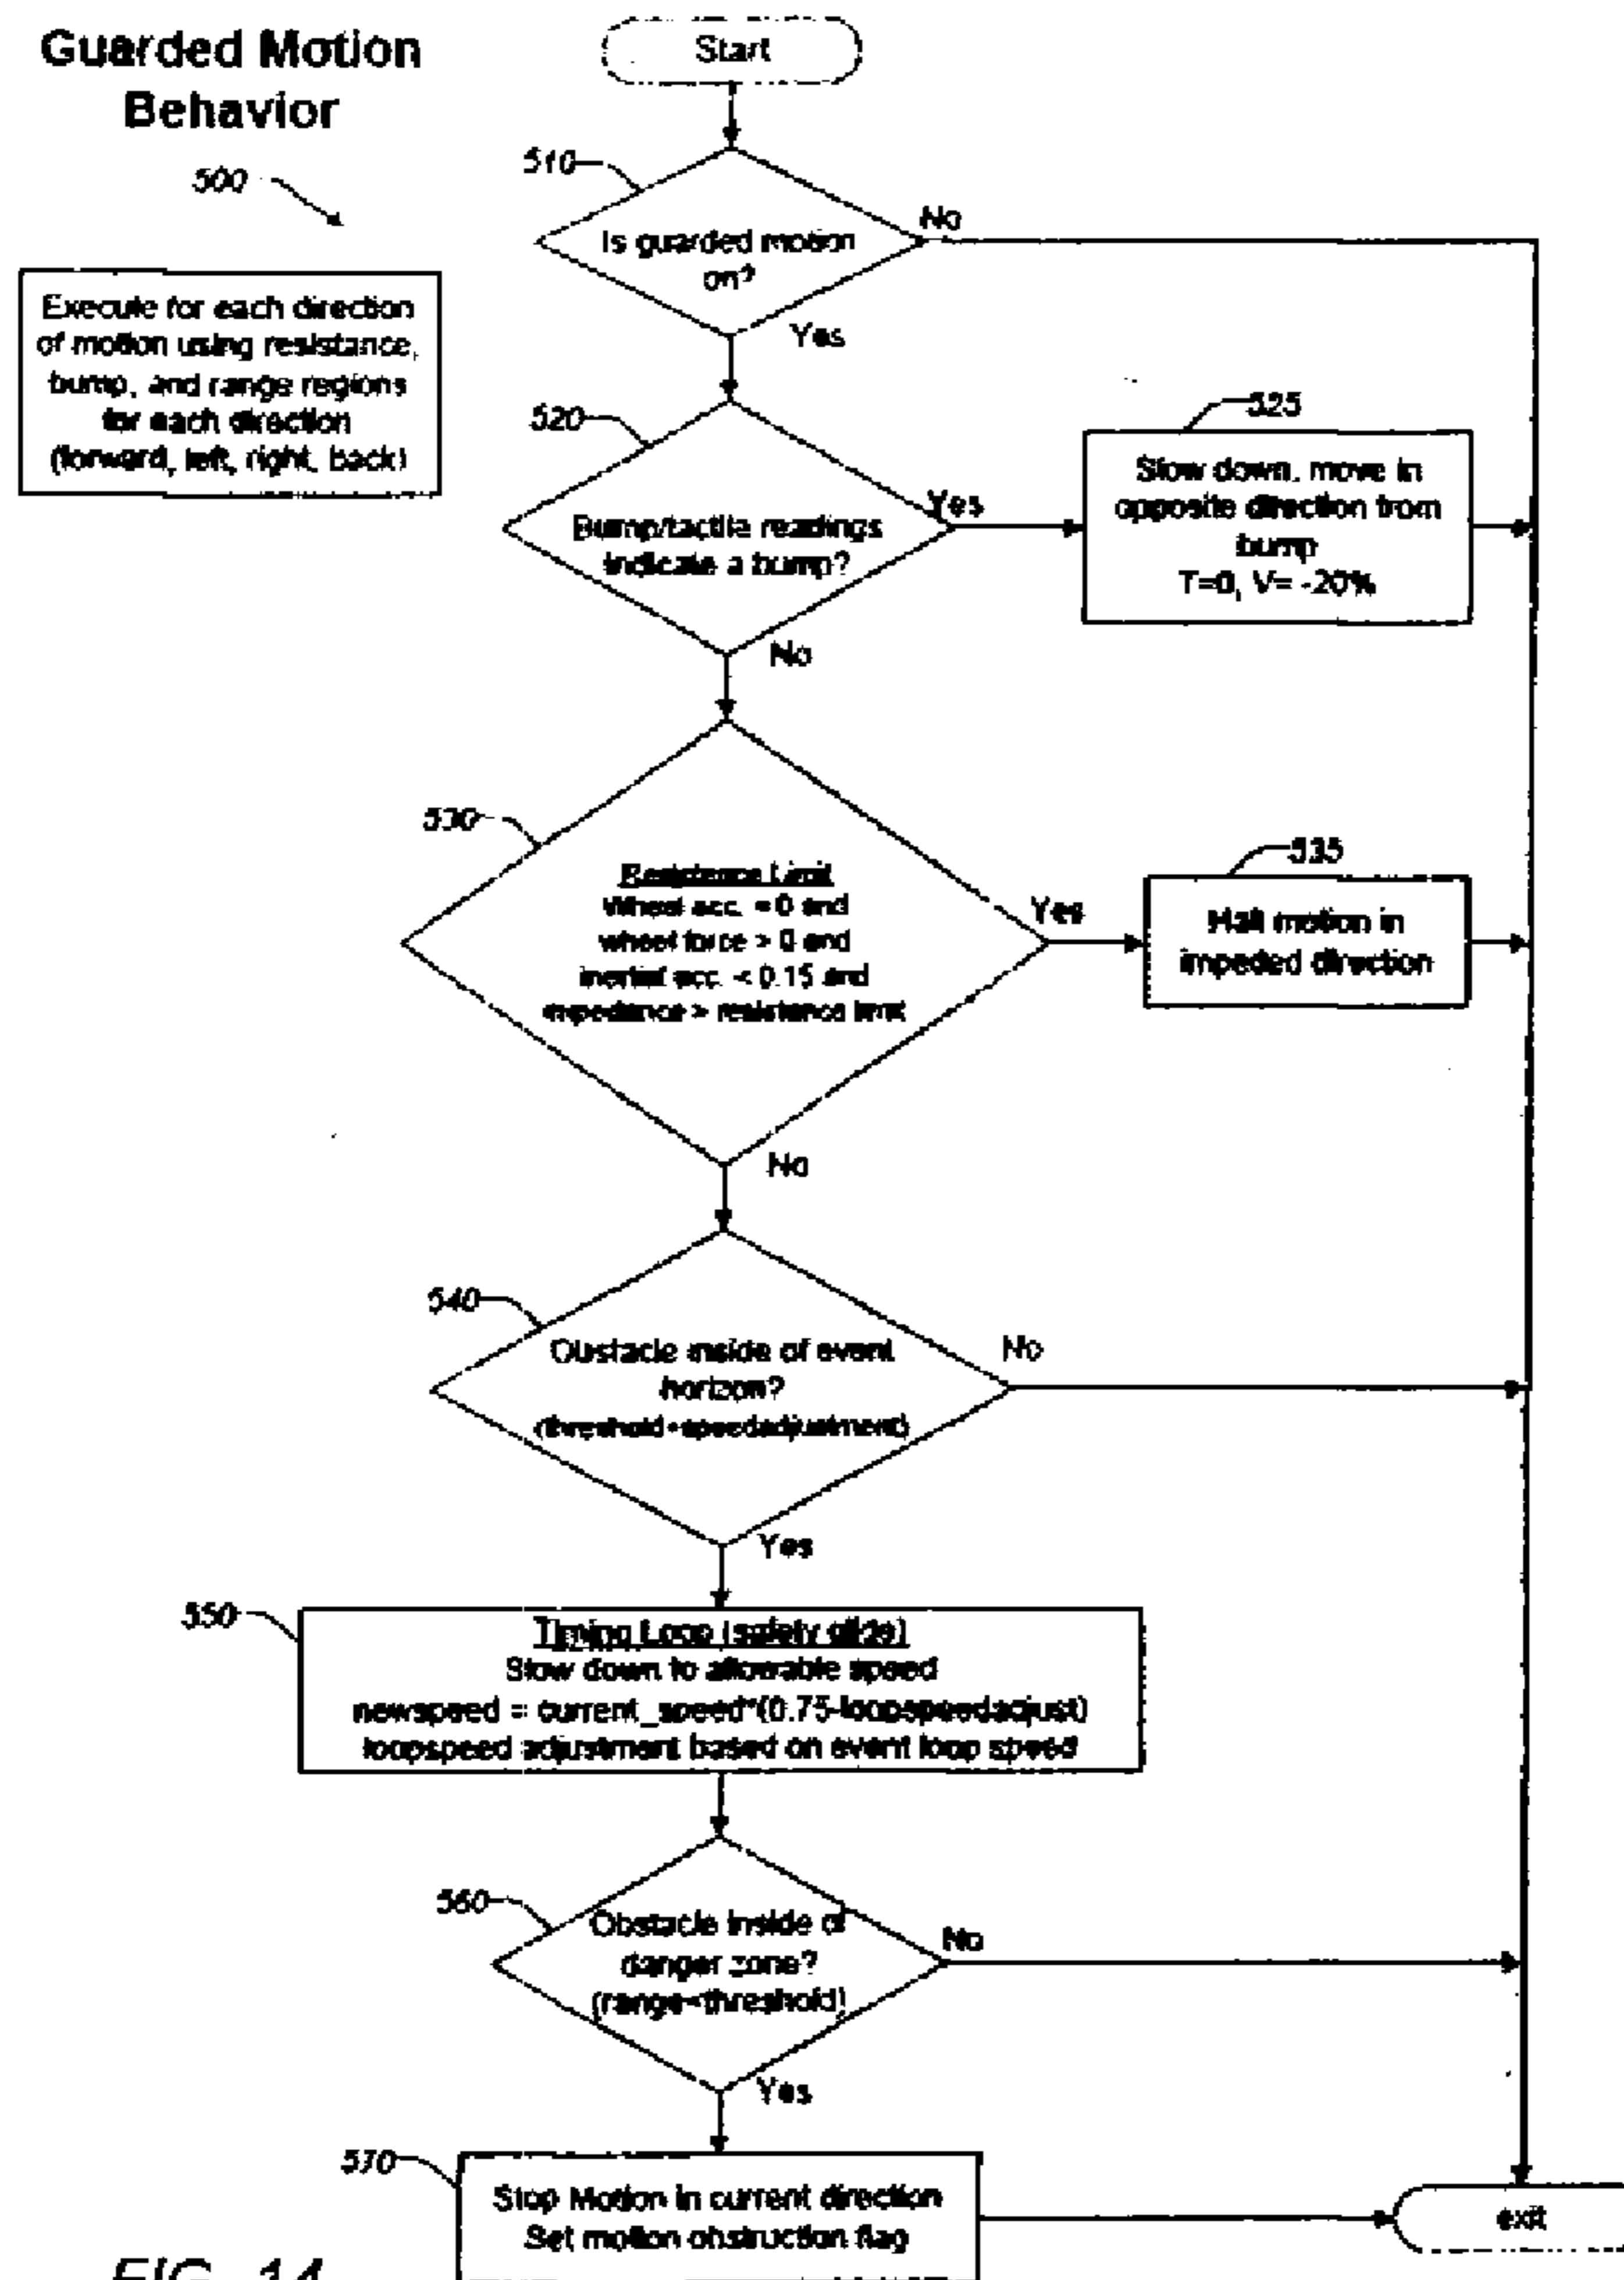 Guarded Motion
Behavior
500
Start
510
Is guarded motion
on?
No
Yes
Execute for each direction
of motion using resistance,
bump, and range regions
for each direction
(forward, left, right, back)
520
Bump/tactile readings
indicate a bump?
Yes
No
525
Slow down, move in
opposite direction from
bump
T=0, V= -20%
530
Resistance Limit
Wheel acc. = 0 and
wheel force > 0 and
inertial acc. < 0.15 and
impedance > resistance limit
Yes
No
535
Halt motion in
impeded direction
540
Obstacle inside of event
horizon?
(threshold+speedadjustment)
No
Yes
550
Timing Loop (safety glide)
Slow down to allowable speed
newspeed = current_speed*(0.75-loopspeedadjust)
loopspeed adjustment based on event loop speed
560
Obstacle inside of
danger zone?
(range<threshold)
No
Yes
570
Stop Motion in current direction
Set motion obstruction flag
exit
FIG. 14